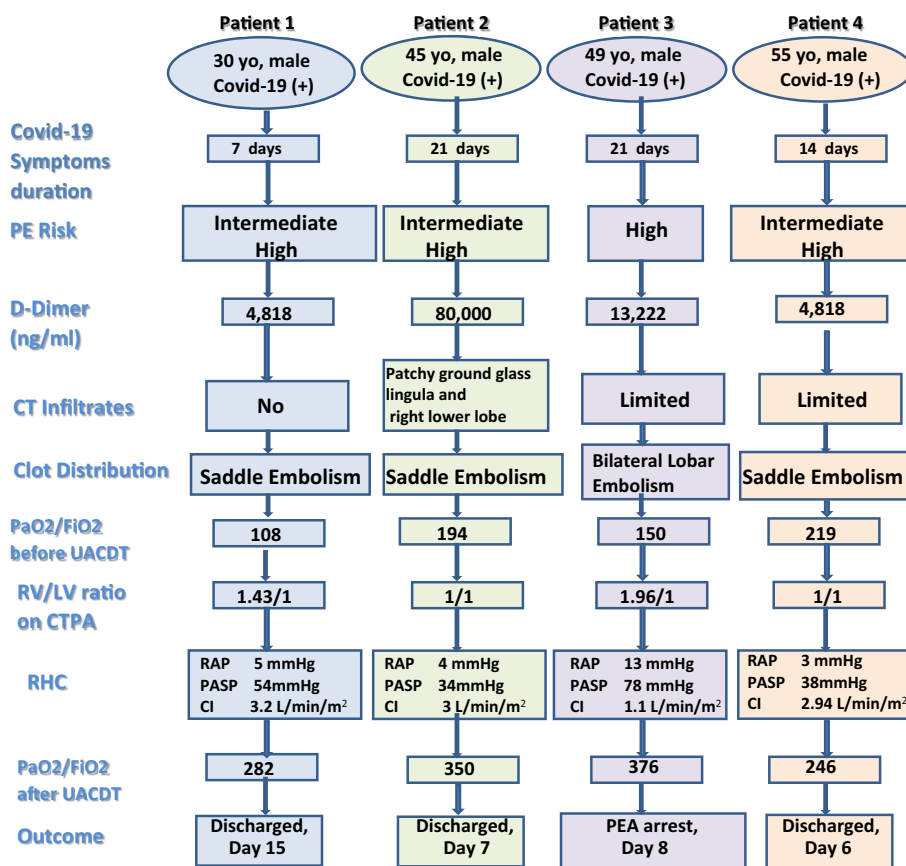 Patient 1 Patient 2 Patient 3 Patient 4
30 yo, male 45 yo, male 49 yo, male 55 yo, male
Covid-19 (+) Covid-19 (+) Covid-19 (+) Covid-19 (+)
Covid-19
Symptoms
duration
7 days 21 days 21 days 14 days
PE Risk
Intermediate
High
Intermediate
High
High
Intermediate
High
D-Dimer
(ng/ml)
4,818 80,000 13,222 4,818
CT Infiltrates
No
Patchy ground glass
lingula and
right lower lobe
Limited
Limited
Clot Distribution
Saddle Embolism
Saddle Embolism
Bilateral Lobar
Embolism
Saddle Embolism
PaO2/FiO2
before UACDT
108 194 150 219
RV/LV ratio
on CTPA
1.43/1 1/1 1.96/1 1/1
RHC
RAP 5 mmHg
PASP 54mmHg
CI 3.2 L/min/m²
RAP 4 mmHg
PASP 34mmHg
CI 3 L/min/m²
RAP 13 mmHg
PASP 78 mmHg
CI 1.1 L/min/m²
RAP 3 mmHg
PASP 38mmHg
CI 2.94 L/min/m²
PaO2/FiO2
after UACDT
282 350 376 246
Outcome
Discharged,
Day 15
Discharged,
Day 7
PEA arrest,
Day 8
Discharged,
Day 6